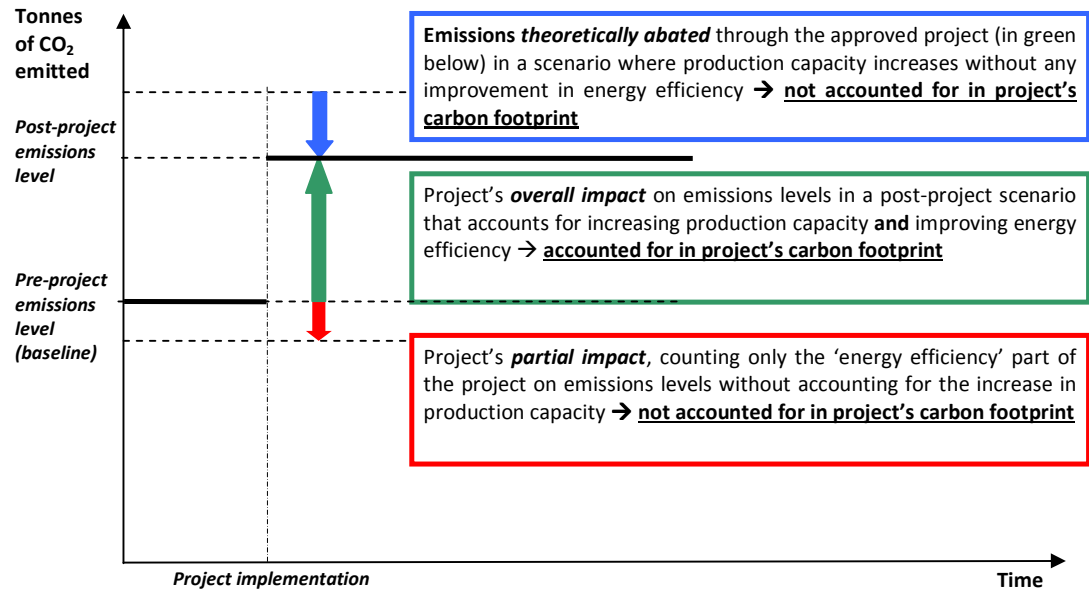 Tonnes
of CO₂
emitted
Emissions theoretically abated through the approved project (in green
below) in a scenario where production capacity increases without any
improvement in energy efficiency → not accounted for in project's
carbon footprint
Post-project
emissions
level
Project's overall impact on emissions levels in a post-project scenario
that accounts for increasing production capacity and improving energy
efficiency → accounted for in project's carbon footprint
Pre-project
emissions
level
(baseline)
Project's partial impact, counting only the 'energy efficiency' part of
the project on emissions levels without accounting for the increase in
production capacity → not accounted for in project's carbon footprint
Project implementation
Time